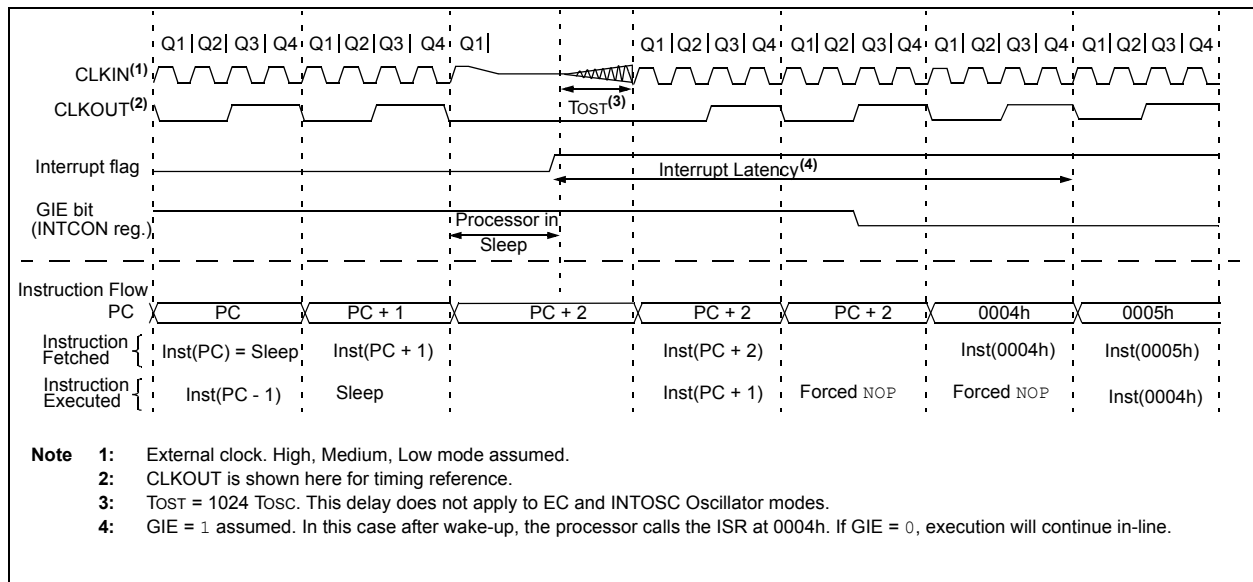 Q1 Q2 Q3 Q4 Q1 Q2 Q3 Q4 Q1 Q1 Q2 Q3 Q4 Q1 Q2 Q3 Q4 Q1 Q2 Q3 Q4 Q1 Q2 Q3 Q4
CLKIN(1)
CLKOUT(2)
TOST(3)
Interrupt flag
Interrupt Latency(4)
GIE bit
(INTCON reg.)
Processor in
Sleep
Instruction Flow
PC PC PC + 1 PC + 2 PC + 2 PC + 2 0004h 0005h
Instruction
Fetched
Inst(PC) = Sleep Inst(PC + 1) Inst(PC + 2) Inst(0004h) Inst(0005h)
Instruction
Executed
Inst(PC - 1) Sleep Inst(PC + 1) Forced NOP Forced NOP Inst(0004h)
Note 1: External clock. High, Medium, Low mode assumed.
2: CLKOUT is shown here for timing reference.
3: TOST = 1024 TOSC. This delay does not apply to EC and INTOSC Oscillator modes.
4: GIE = 1 assumed. In this case after wake-up, the processor calls the ISR at 0004h. If GIE = 0, execution will continue in-line.